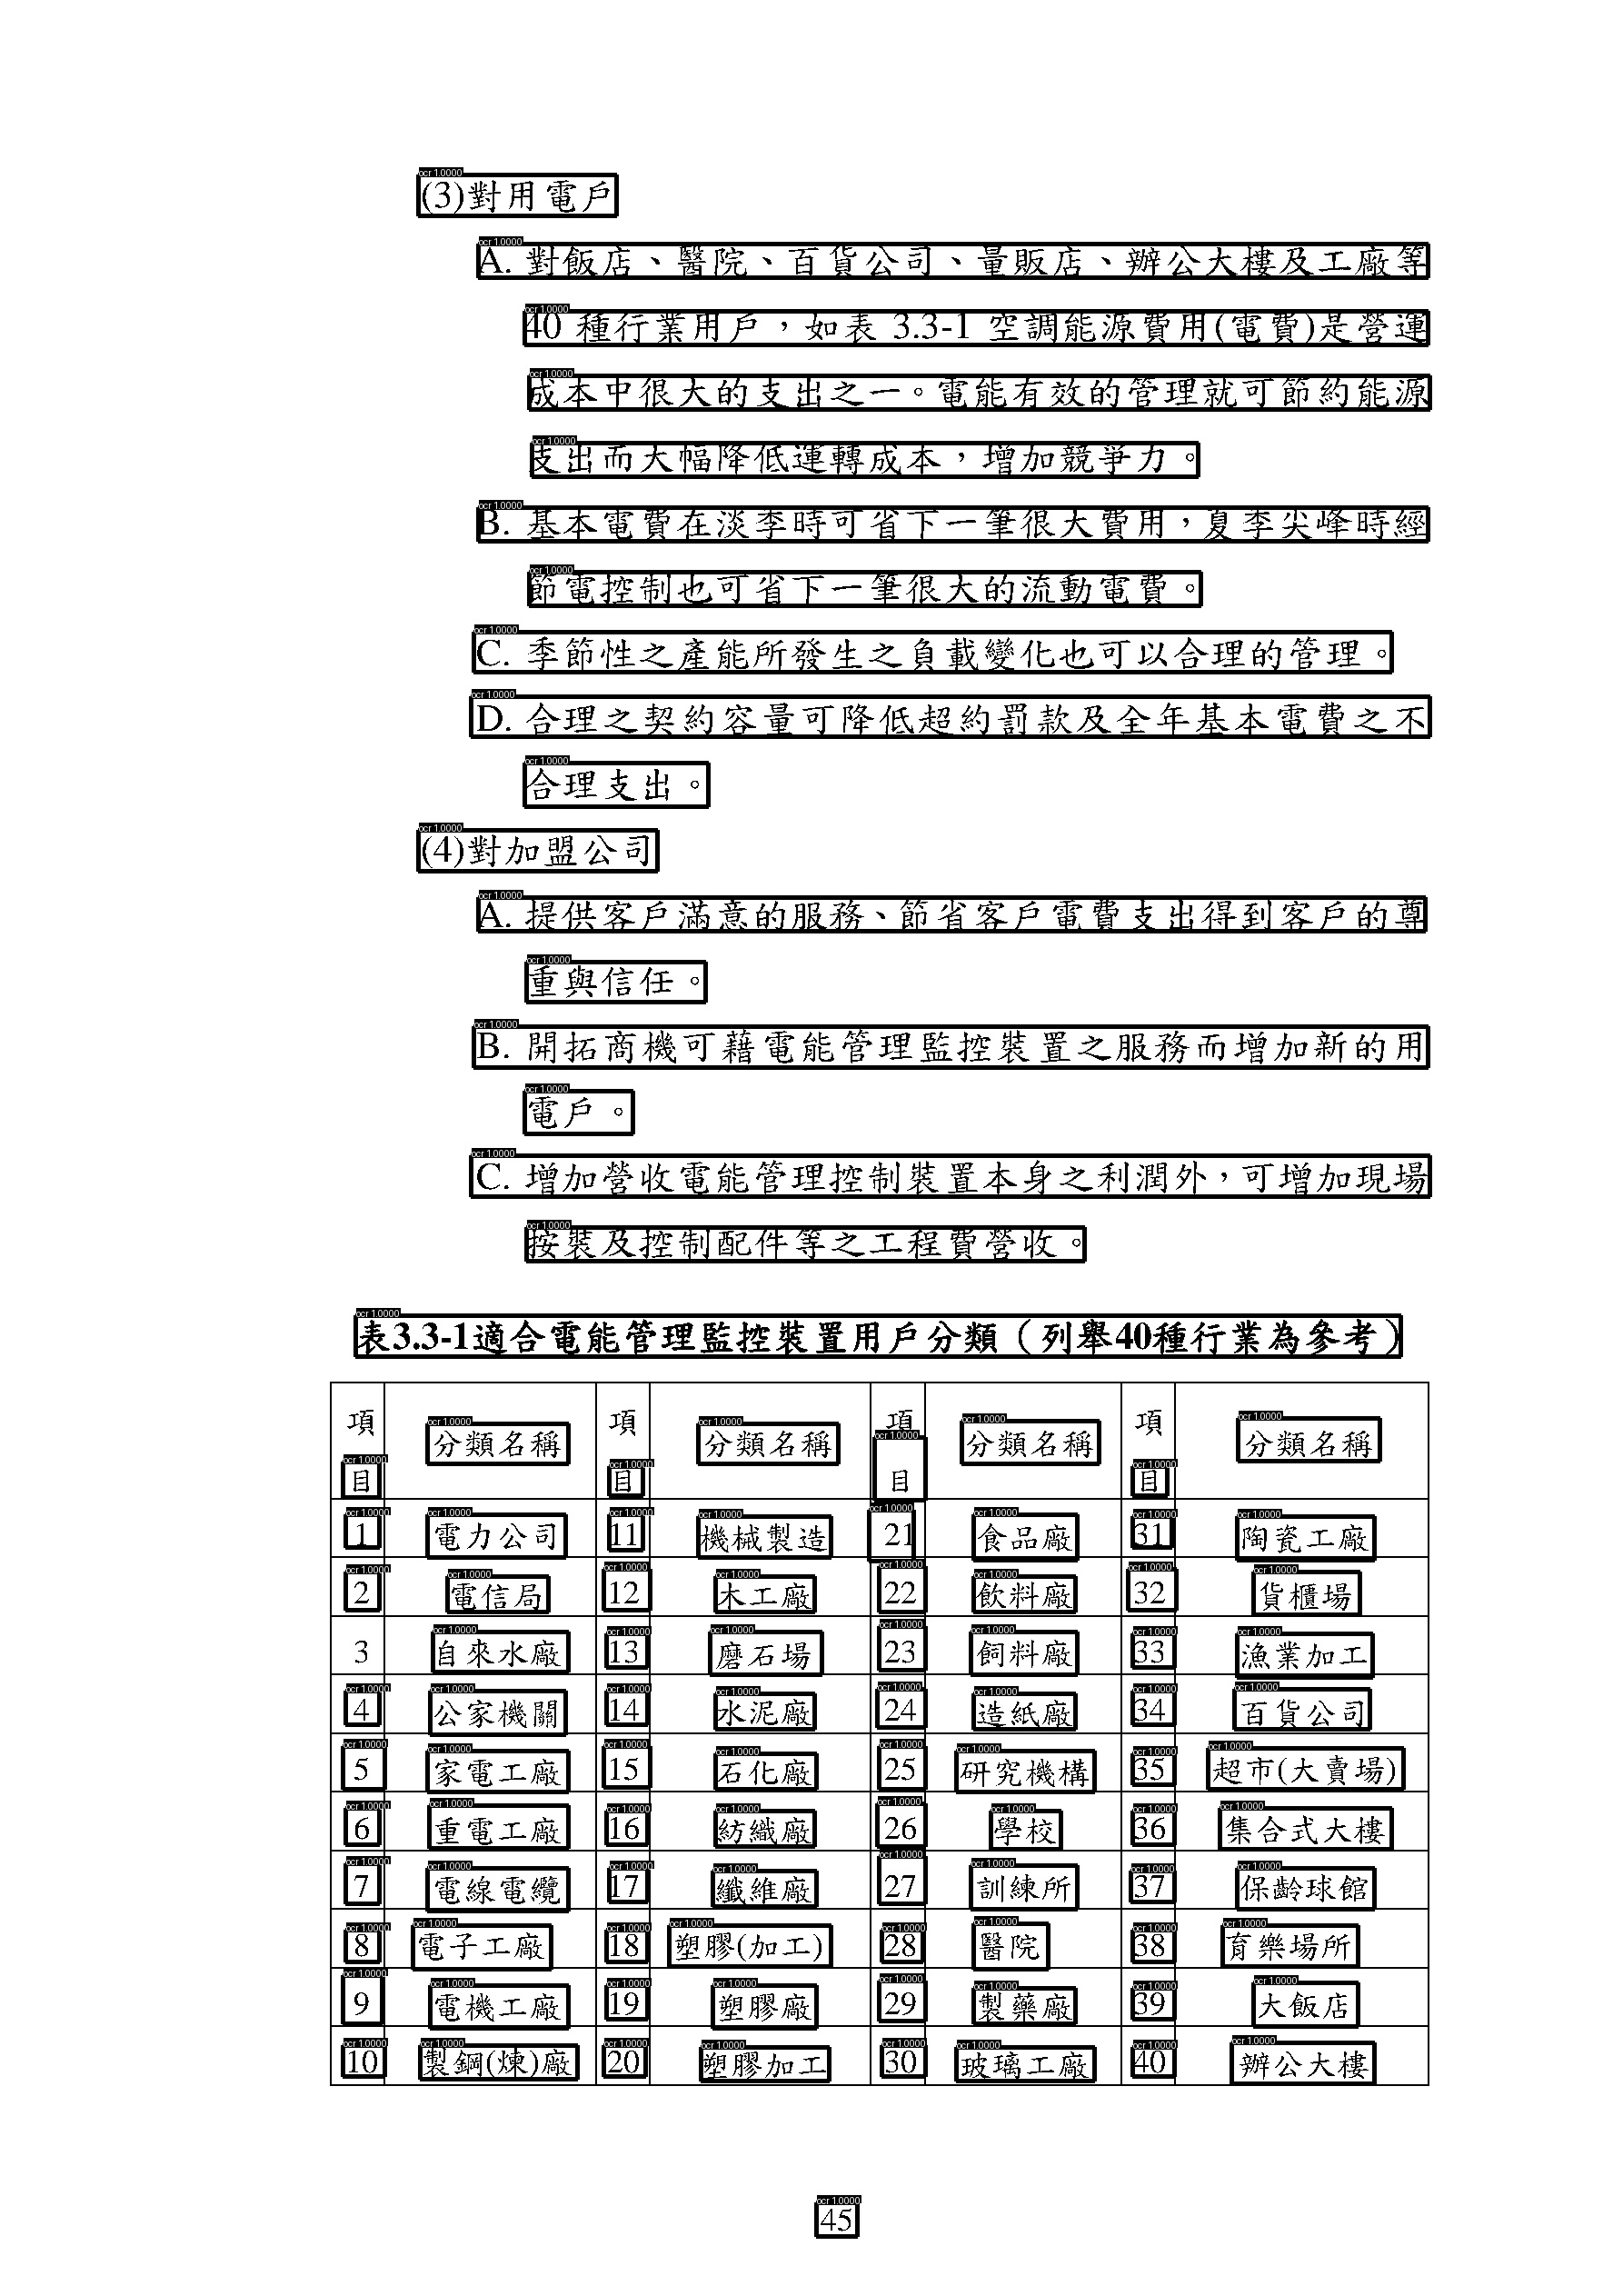 (3)對用電戶
A. 對飯店、醫院、百貨公司、量販店、辦公大樓及工廠等
40 種行業用戶，如表 3.3-1 空調能源費用(電費)是營運
成本中很大的支出之一。電能有效的管理就可節約能源
支出而大幅降低運轉成本，增加競爭力。
B. 基本電費在淡季時可省下一筆很大費用，夏季尖峰時經
節電控制也可省下一筆很大的流動電費。
C. 季節性之產能所發生之負載變化也可以合理的管理。
D. 合理之契約容量可降低超約罰款及全年基本電費之不
合理支出。
(4)對加盟公司
A. 提供客戶滿意的服務、節省客戶電費支出得到客戶的尊
重與信任。
B. 開拓商機可藉電能管理監控裝置之服務而增加新的用
電戶。
C. 增加營收電能管理控制裝置本身之利潤外，可增加現場
按裝及控制配件等之工程費營收。
表3.3-1適合電能管理監控裝置用戶分類（列舉40種行業為參考）
項目 分類名稱 項目 分類名稱 項目 分類名稱 項目 分類名稱
1 電力公司 11 機械製造 21 食品廠 31 陶瓷工廠
2 電信局 12 木工廠 22 飲料廠 32 貨櫃場
3 自來水廠 13 磨石場 23 飼料廠 33 漁業加工
4 公家機關 14 水泥廠 24 造紙廠 34 百貨公司
5 家電工廠 15 石化廠 25 研究機構 35 超市(大賣場)
6 重電工廠 16 紡織廠 26 學校 36 集合式大樓
7 電線電纜 17 纖維廠 27 訓練所 37 保齡球館
8 電子工廠 18 塑膠(加工) 28 醫院 38 育樂場所
9 電機工廠 19 塑膠廠 29 製藥廠 39 大飯店
10 製鋼(煉)廠 20 塑膠加工 30 玻璃工廠 40 辦公大樓
45